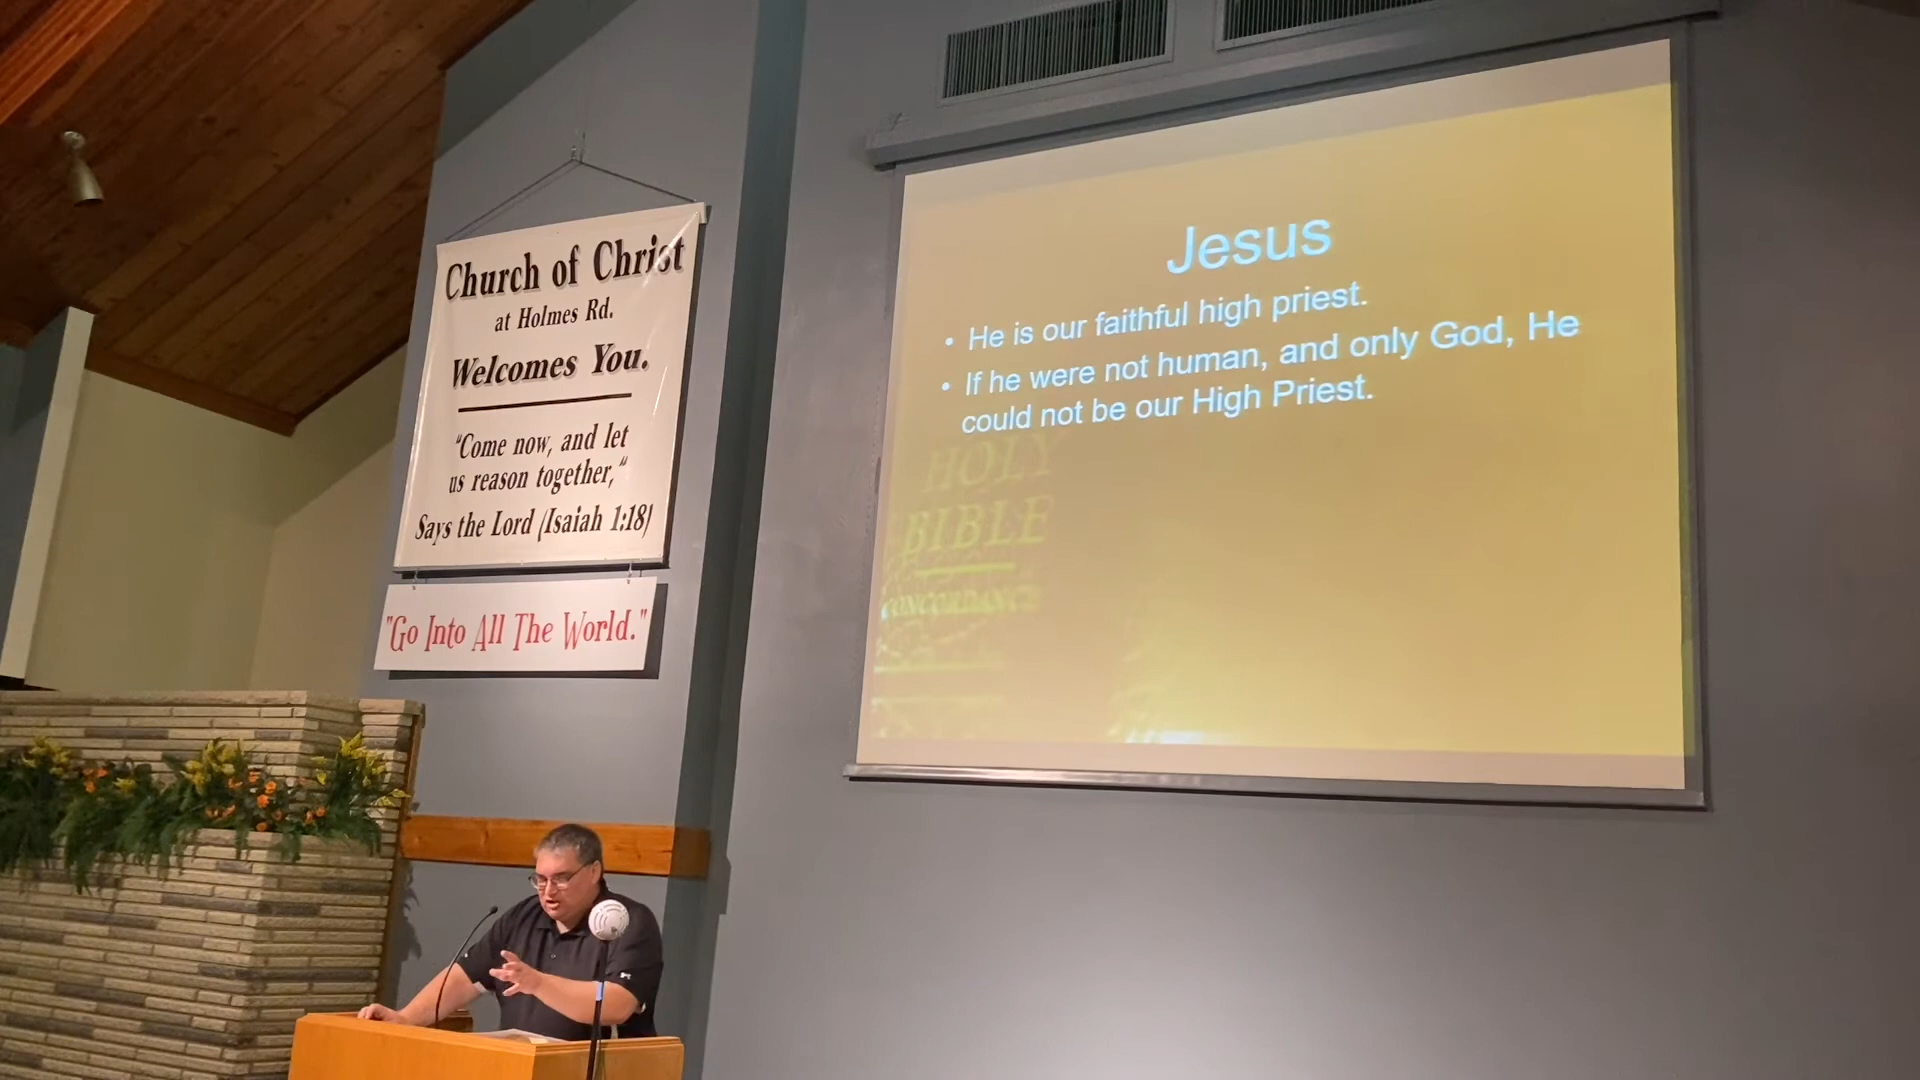 Church of Christ
at Holmes Rd.
Welcomes You.
"Come now, and let
us reason together,"
Says the Lord (Isaiah 1:18)
"Go Into All The World."
Jesus
• He is our faithful high priest.
• If he were not human, and only God, He
could not be our High Priest.
HOLY
BIBLE
CONCORDANCE